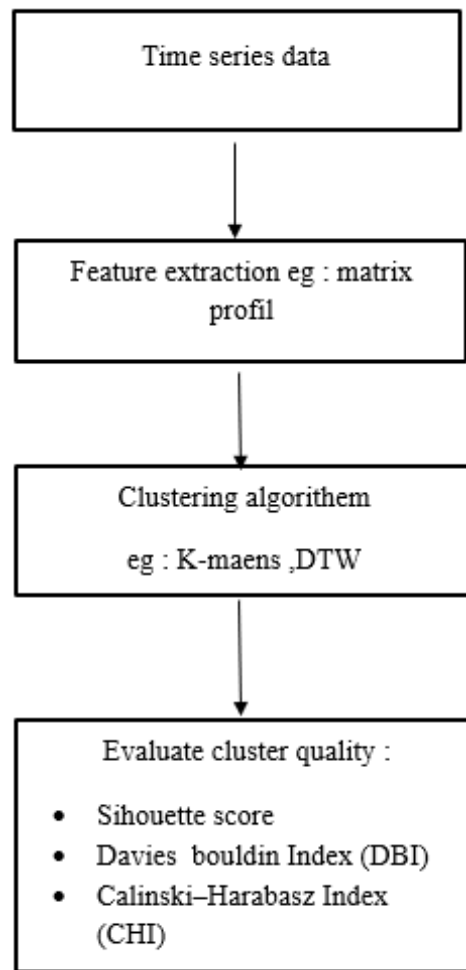 Time series data
Feature extraction eg : matrix
profil
Clustering algorithem
eg : K-maens ,DTW
Evaluate cluster quality :
• Sihouette score
• Davies bouldin Index (DBI)
• Calinski–Harabasz Index
(CHI)